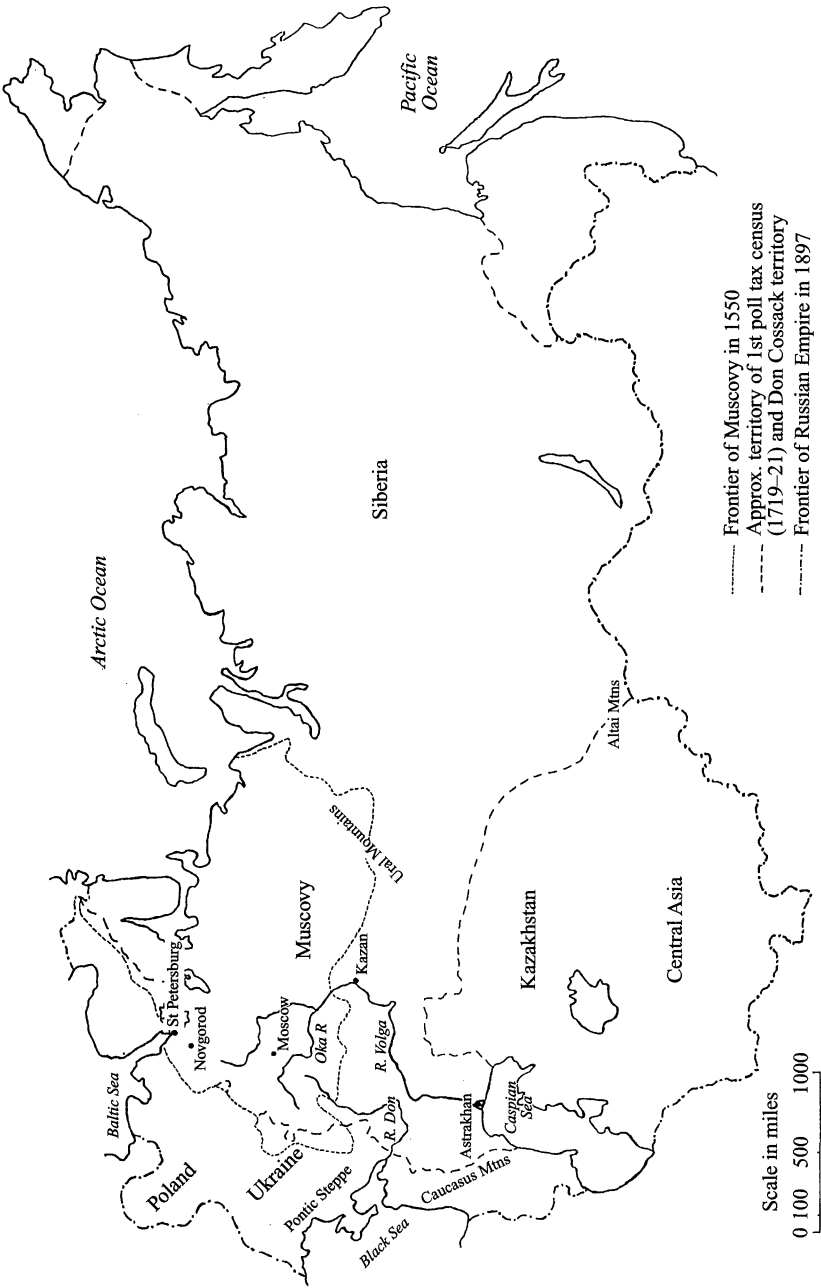 Arctic Ocean
Pacific
Ocean
Baltic Sea
St Petersburg
Novgorod
Poland
Muscovy
Moscow
Ural Mountains
Siberia
Ukraine
Oka R
Kazan
R. Volga
Pontic Steppe
R. Don
Black Sea
Astrakhan
Caucasus Mtns
Caspian
Sea
Kazakhstan
Altai Mtns
Central Asia
Frontier of Muscovy in 1550
Approx. territory of 1st poll tax census
(1719–21) and Don Cossack territory
Frontier of Russian Empire in 1897
Scale in miles
0 100 500 1000